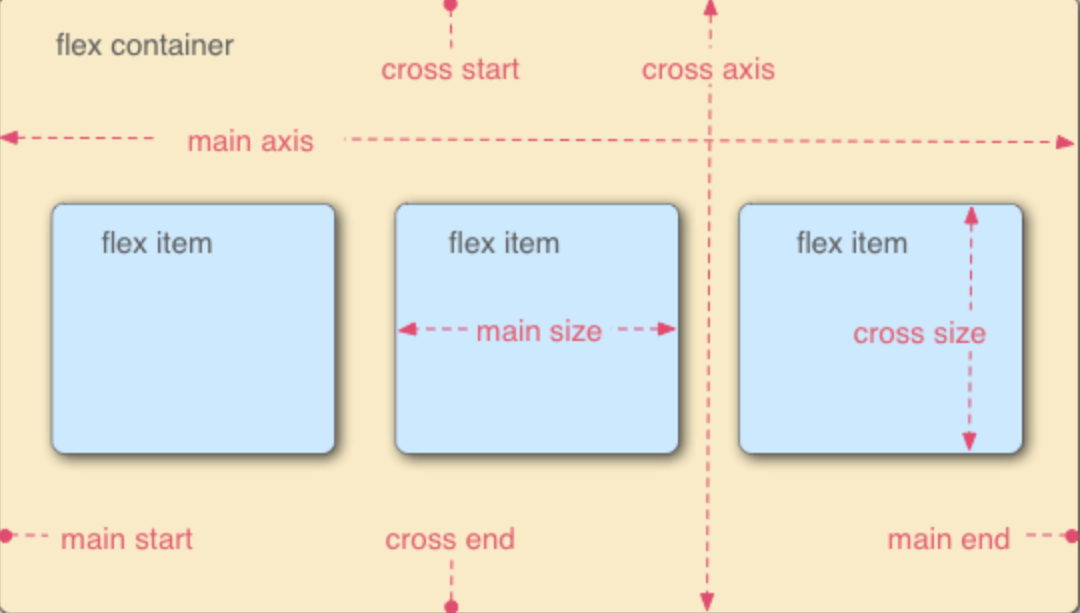 flex container
cross start
cross axis
main axis
flex item
flex item
flex item
main size
cross size
main start
cross end
main end